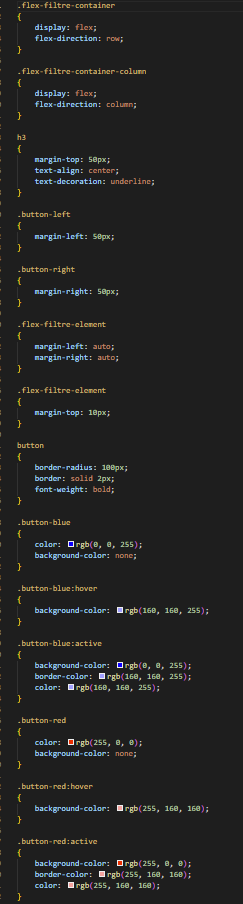 .flex-filtre-container
{
display: flex;
flex-direction: row;
}
.flex-filtre-container-column
{
display: flex;
flex-direction: column;
}
h3
{
margin-top: 50px;
text-align: center;
text-decoration: underline;
}
.button-left
{
margin-left: 50px;
}
.button-right
{
margin-right: 50px;
}
.flex-filtre-element
{
margin-left: auto;
margin-right: auto;
}
.flex-filtre-element
{
margin-top: 10px;
}
button
{
border-radius: 100px;
border: solid 2px;
font-weight: bold;
}
.button-blue
{
color: rgb(0, 0, 255);
background-color: none;
}
.button-blue:hover
{
background-color: rgb(160, 160, 255);
}
.button-blue:active
{
background-color: rgb(0, 0, 255);
border-color: rgb(160, 160, 255);
color: rgb(160, 160, 255);
}
.button-red
{
color: rgb(255, 0, 0);
background-color: none;
}
.button-red:hover
{
background-color: rgb(255, 160, 160);
}
.button-red:active
{
background-color: rgb(255, 0, 0);
border-color: rgb(255, 160, 160);
color: rgb(255, 160, 160);
}